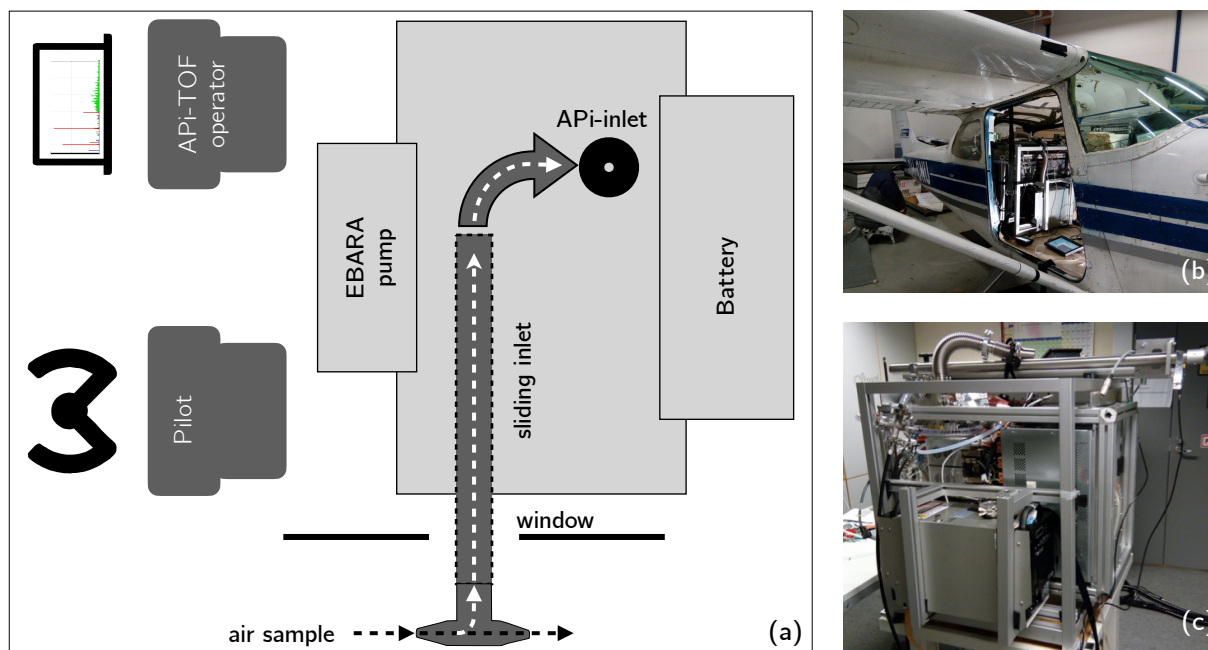 APi-TOF
operator
APi-inlet
EBARA
pump
Battery
sliding inlet
Pilot
window
air sample
(a)
(b)
(c)